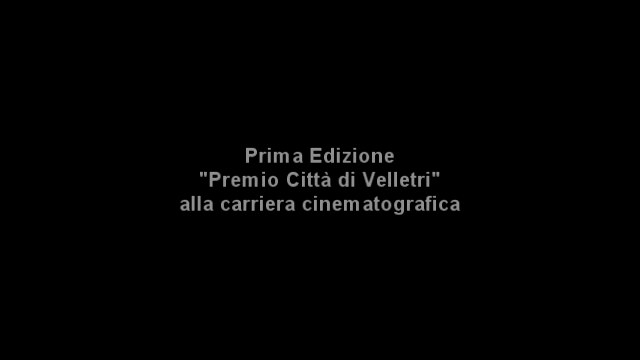 Prima Edizione
"Premio Città di Velletri"
alla carriera cinematografica